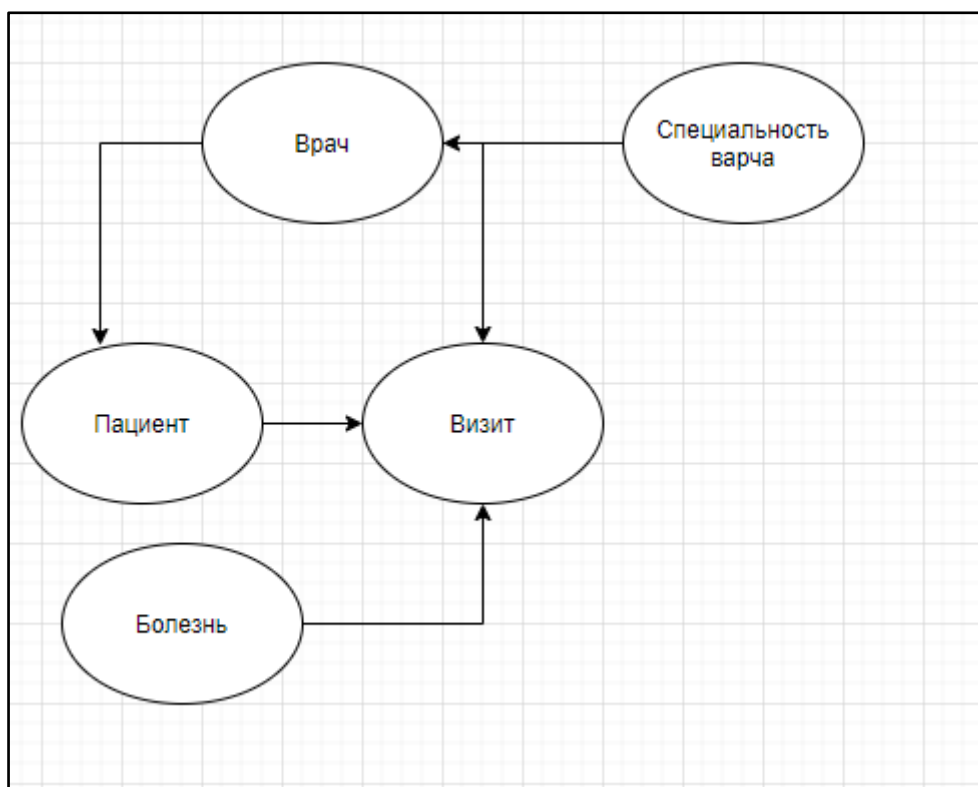 Врач
Специальность
варча
Пациент
Визит
Болезнь